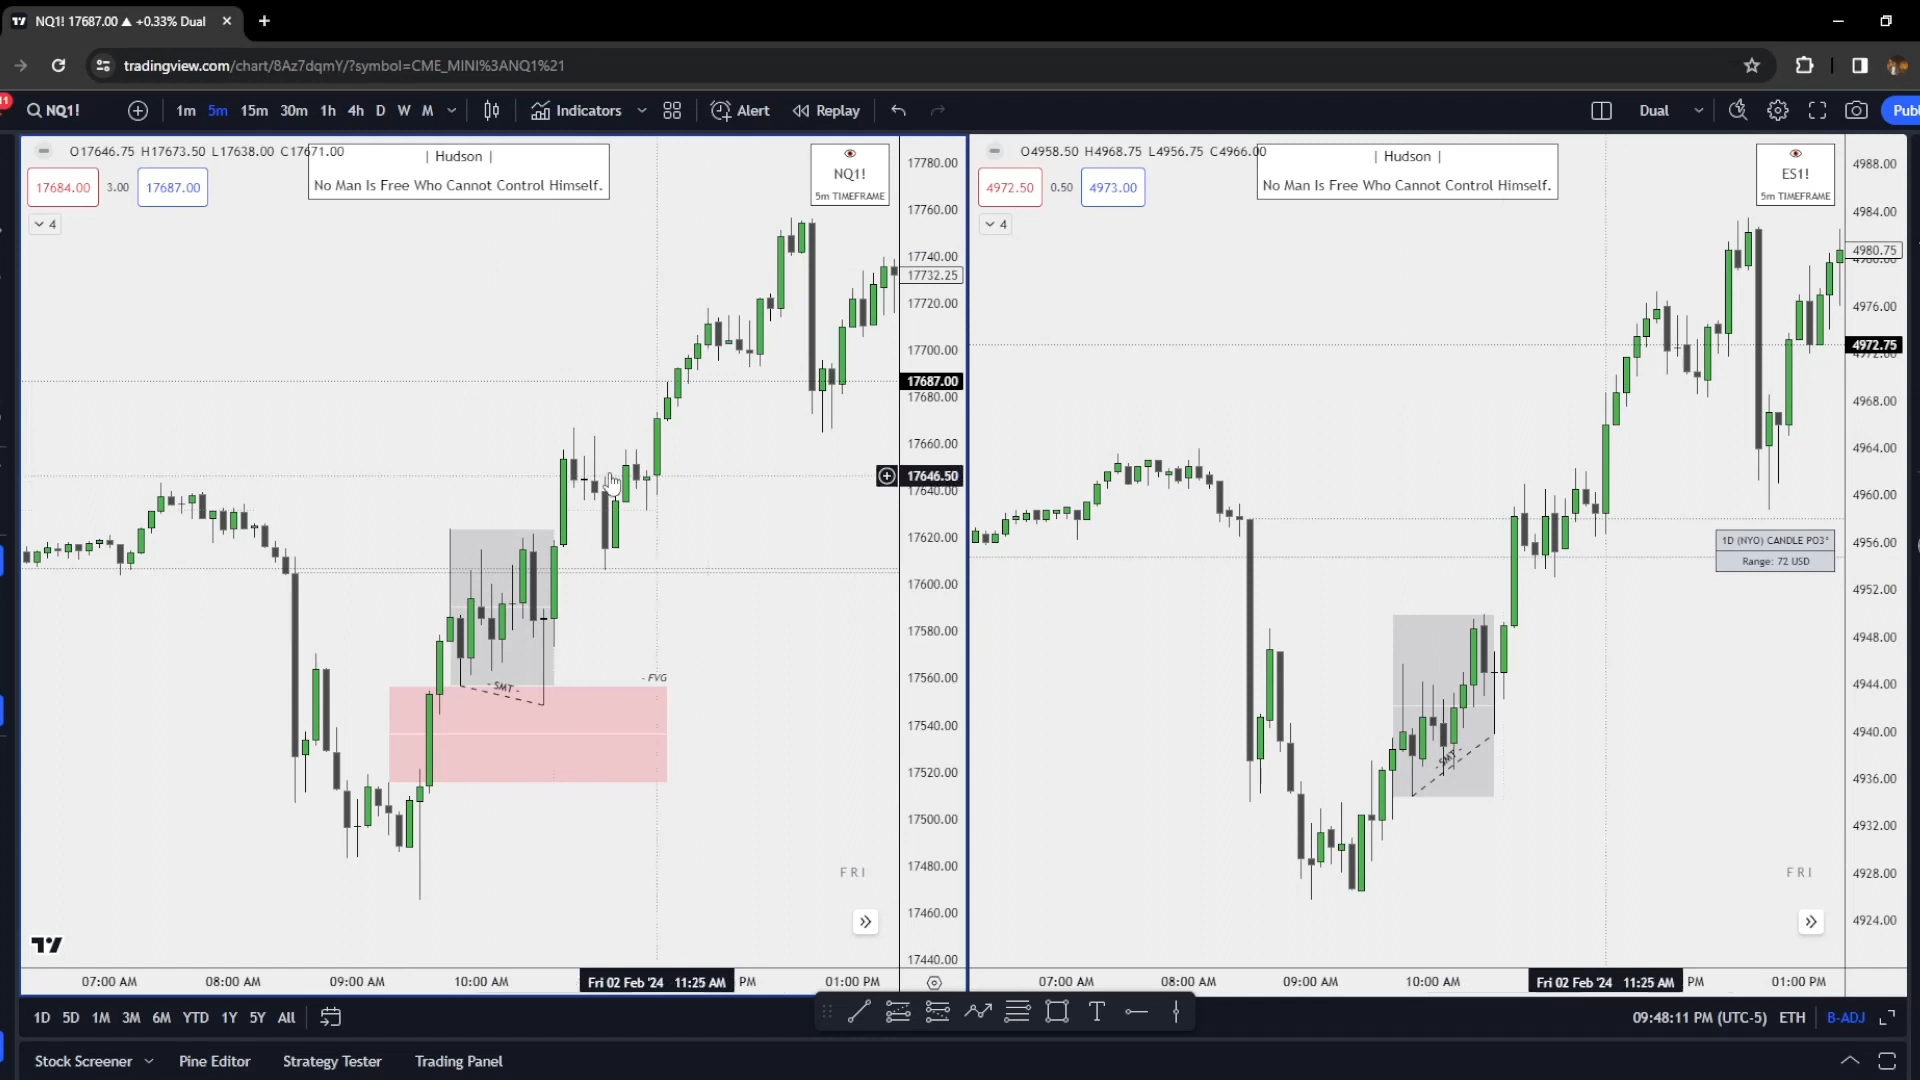 NQ1! 17687.00 ▲ +0.33% Dual
tradingview.com/chart/8Az7dqmY/?symbol=CME_MINI%3ANQ1%21
11
NQ1!
1m 5m 15m 30m 1h 4h D W M
Indicators
Alert
Replay
Dual
Publ
O17646.75 H17673.50 L17638.00 C17671.00
| Hudson |
No Man Is Free Who Cannot Control Himself.
17684.00 3.00 17687.00
4
NQ1!
5m TIMEFRAME
17780.00
17760.00
17740.00
17732.25
17720.00
17700.00
17687.00
17680.00
17660.00
17646.50
17640.00
17620.00
17600.00
17580.00
17560.00
17540.00
17520.00
17500.00
17480.00
17460.00
17440.00
- FVG
- SMT -
FRI
07:00 AM 08:00 AM 09:00 AM 10:00 AM Fri 02 Feb '24 11:25 AM PM 01:00 PM
O4958.50 H4968.75 L4956.75 C4966.00
| Hudson |
No Man Is Free Who Cannot Control Himself.
4972.50 0.50 4973.00
4
ES1!
5m TIMEFRAME
4988.00
4984.00
4980.75
4980.00
4976.00
4972.75
4972.00
4968.00
4964.00
4960.00
4956.00
4952.00
4948.00
4944.00
4940.00
4936.00
4932.00
4928.00
4924.00
1D (NYO) CANDLE PO3°
Range: 72 USD
- SMT -
FRI
07:00 AM 08:00 AM 09:00 AM 10:00 AM Fri 02 Feb '24 11:25 AM PM 01:00 PM
1D 5D 1M 3M 6M YTD 1Y 5Y All
09:48:11 PM (UTC-5) ETH B-ADJ
Stock Screener Pine Editor Strategy Tester Trading Panel